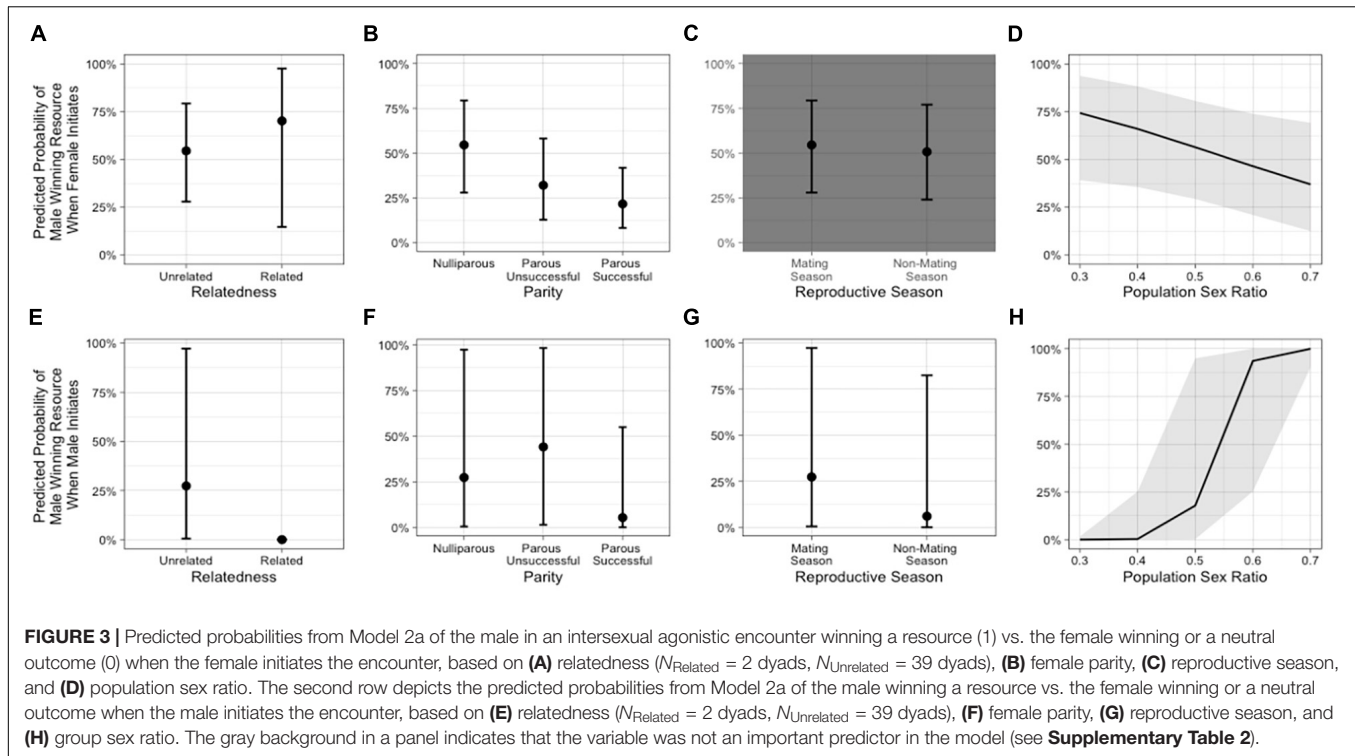 A
B
C
D
Predicted Probability of
Male Winning Resource
When Female Initiates
100%
75%
50%
25%
0%
Unrelated
Related
Relatedness
100%
75%
50%
25%
0%
Nulliparous
Parous
Unsuccessful
Parous
Successful
Parity
100%
75%
50%
25%
0%
Mating
Season
Non-Mating
Season
Reproductive Season
100%
75%
50%
25%
0%
0.3 0.4 0.5 0.6 0.7
Population Sex Ratio
E
F
G
H
Predicted Probability of
Male Winning Resource
When Male Initiates
100%
75%
50%
25%
0%
Unrelated
Related
Relatedness
100%
75%
50%
25%
0%
Nulliparous
Parous
Unsuccessful
Parous
Successful
Parity
100%
75%
50%
25%
0%
Mating
Season
Non-Mating
Season
Reproductive Season
100%
75%
50%
25%
0%
0.3 0.4 0.5 0.6 0.7
Population Sex Ratio
FIGURE 3 | Predicted probabilities from Model 2a of the male in an intersexual agonistic encounter winning a resource (1) vs. the female winning or a neutral
outcome (0) when the female initiates the encounter, based on (A) relatedness (NRelated = 2 dyads, NUnrelated = 39 dyads), (B) female parity, (C) reproductive season,
and (D) population sex ratio. The second row depicts the predicted probabilities from Model 2a of the male winning a resource vs. the female winning or a neutral
outcome when the male initiates the encounter, based on (E) relatedness (NRelated = 2 dyads, NUnrelated = 39 dyads), (F) female parity, (G) reproductive season, and
(H) group sex ratio. The gray background in a panel indicates that the variable was not an important predictor in the model (see Supplementary Table 2).